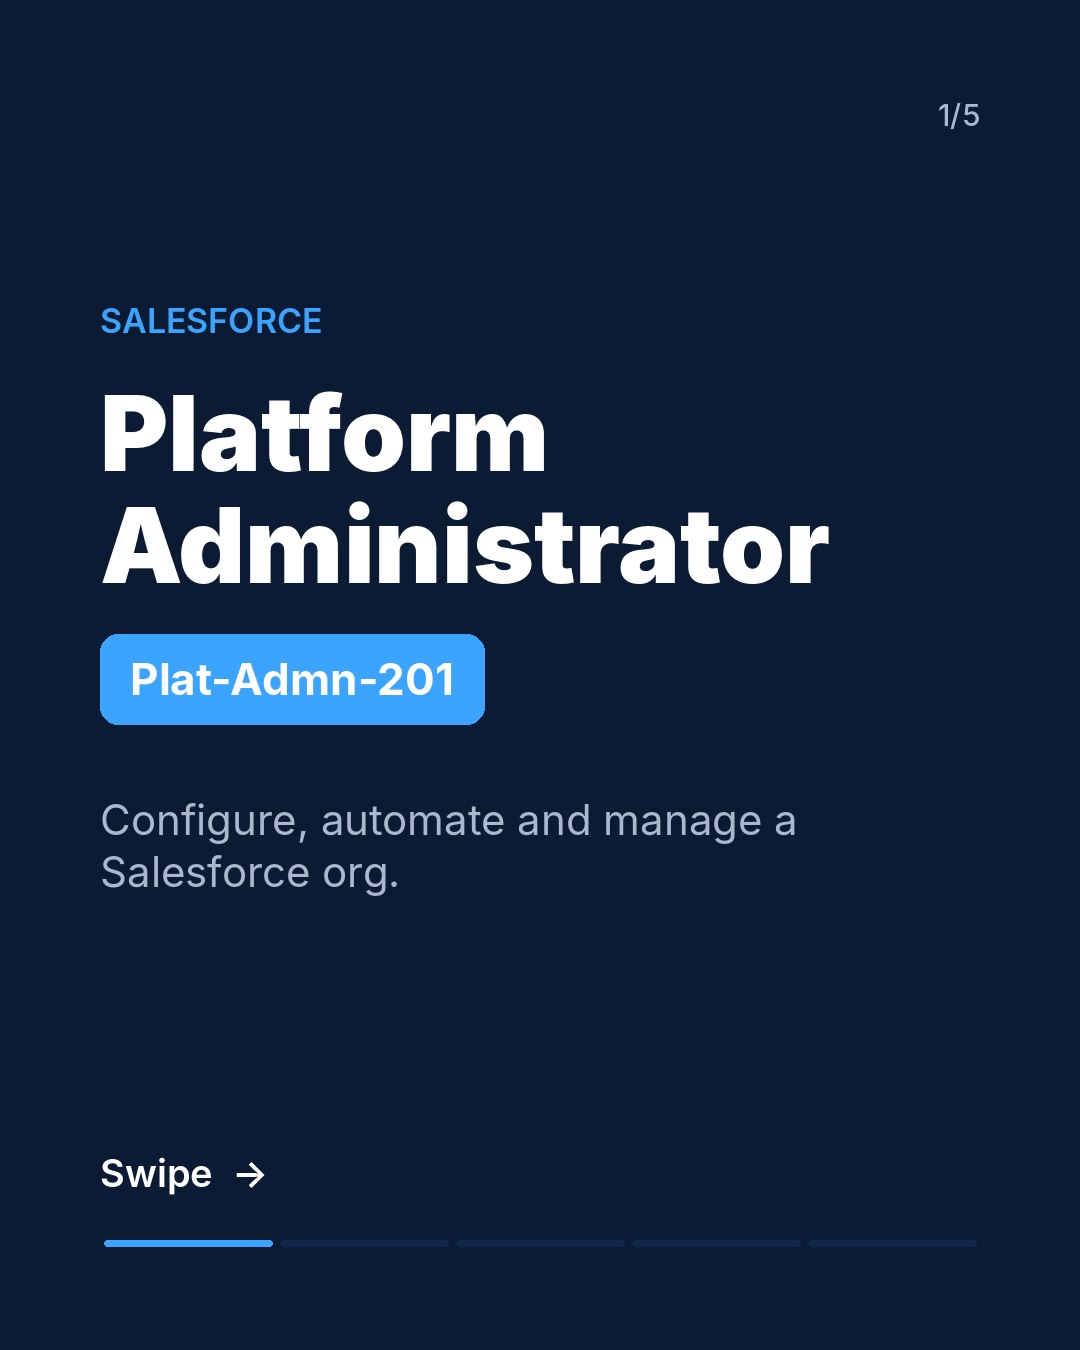 1/5
SALESFORCE
Platform
Administrator
Plat-Admn-201
Configure, automate and manage a
Salesforce org.
Swipe →